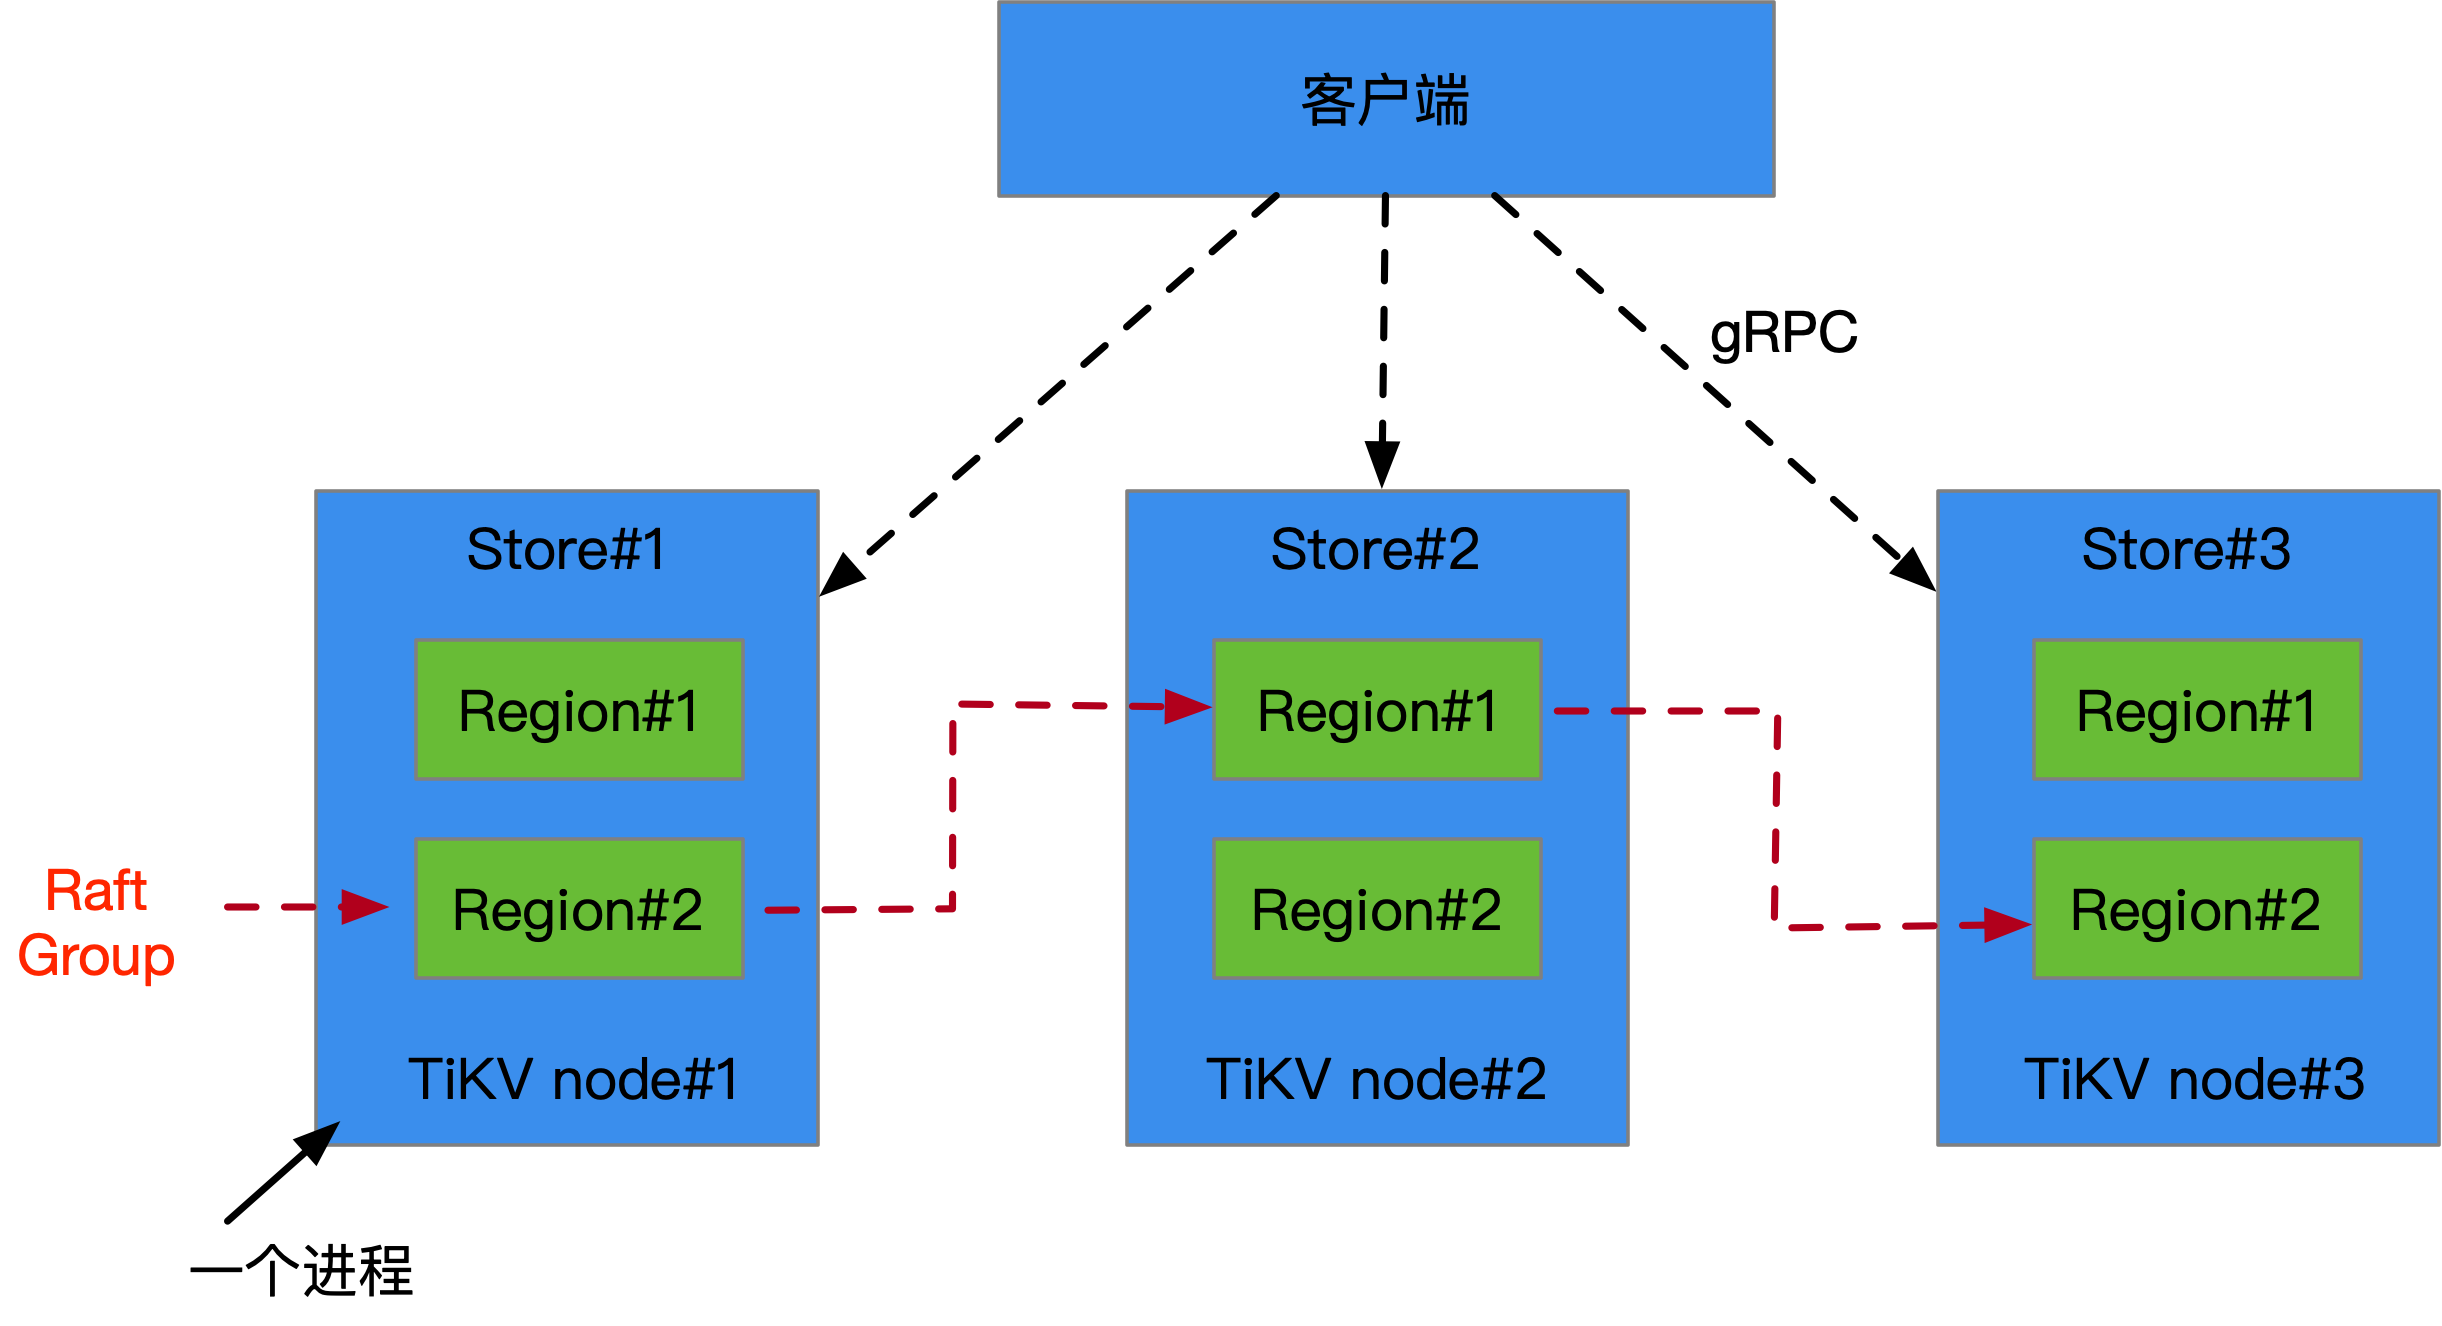 客户端
gRPC
Store#1
Region#1
Region#2
TiKV node#1
Store#2
Region#1
Region#2
TiKV node#2
Store#3
Region#1
Region#2
TiKV node#3
Raft
Group
一个进程